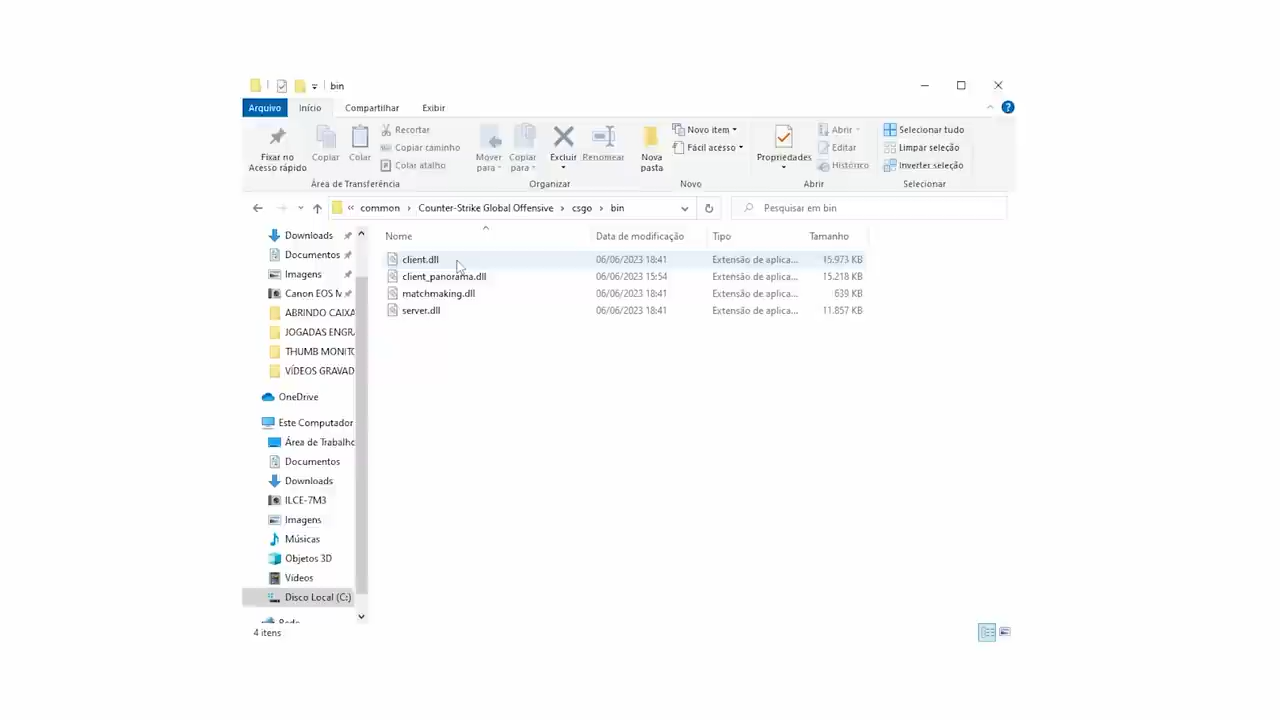 bin
Arquivo Início Compartilhar Exibir
Fixar no Acesso rápido
Copiar
Colar
Recortar
Copiar caminho
Colar atalho
Mover para
Copiar para
Excluir
Renomear
Nova pasta
Novo item
Fácil acesso
Propriedades
Abrir
Editar
Histórico
Selecionar tudo
Limpar seleção
Inverter seleção
Área de Transferência Organizar Novo Abrir Selecionar
« common › Counter-Strike Global Offensive › csgo › bin
Pesquisar em bin
Downloads
Documentos
Imagens
Canon EOS M
ABRINDO CAIXA
JOGADAS ENGRA
THUMB MONITO
VÍDEOS GRAVAD
OneDrive
Este Computador
Área de Trabalho
Documentos
Downloads
ILCE-7M3
Imagens
Músicas
Objetos 3D
Vídeos
Disco Local (C:)
Rede
Nome Data de modificação Tipo Tamanho
client.dll 06/06/2023 18:41 Extensão de aplica... 15.973 KB
client_panorama.dll 06/06/2023 15:54 Extensão de aplica... 15.218 KB
matchmaking.dll 06/06/2023 18:41 Extensão de aplica... 639 KB
server.dll 06/06/2023 18:41 Extensão de aplica... 11.857 KB
4 itens